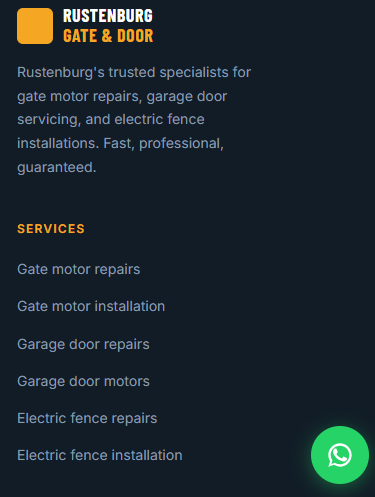 RUSTENBURG
GATE & DOOR
Rustenburg's trusted specialists for
gate motor repairs, garage door
servicing, and electric fence
installations. Fast, professional,
guaranteed.
SERVICES
Gate motor repairs
Gate motor installation
Garage door repairs
Garage door motors
Electric fence repairs
Electric fence installation